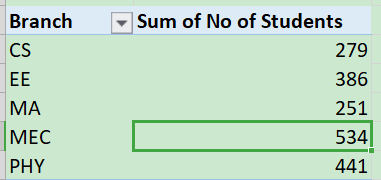 Branch Sum of No of Students
CS 279
EE 386
MA 251
MEC 534
PHY 441